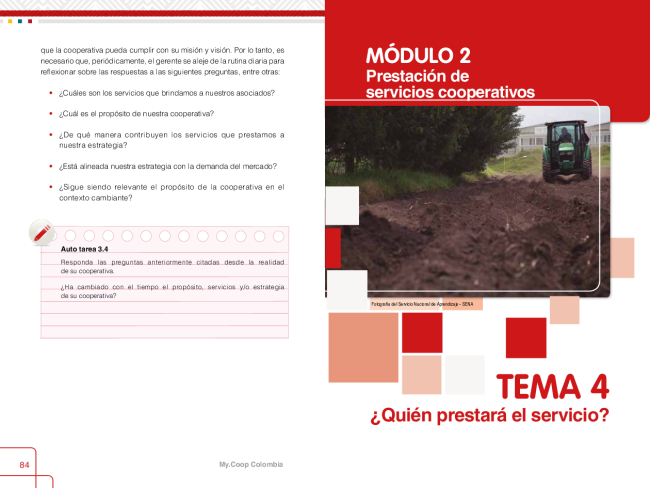 que la cooperativa pueda cumplir con su misión y visión. Por lo tanto, es
necesario que, periódicamente, el gerente se aleje de la rutina diaria para
reflexionar sobre las respuestas a las siguientes preguntas, entre otras:
• ¿Cuáles son los servicios que brindamos a nuestros asociados?
• ¿Cuál es el propósito de nuestra cooperativa?
• ¿De qué manera contribuyen los servicios que prestamos a
nuestra estrategia?
• ¿Está alineada nuestra estrategia con la demanda del mercado?
• ¿Sigue siendo relevante el propósito de la cooperativa en el
contexto cambiante?
Auto tarea 3.4
Responda las preguntas anteriormente citadas desde la realidad
de su cooperativa.
¿Ha cambiado con el tiempo el propósito, servicios y/o estrategia
de su cooperativa?
84
My.Coop Colombia
MÓDULO 2
Prestación de
servicios cooperativos
Fotografía del Servicio Nacional de Aprendizaje – SENA
TEMA 4
¿Quién prestará el servicio?